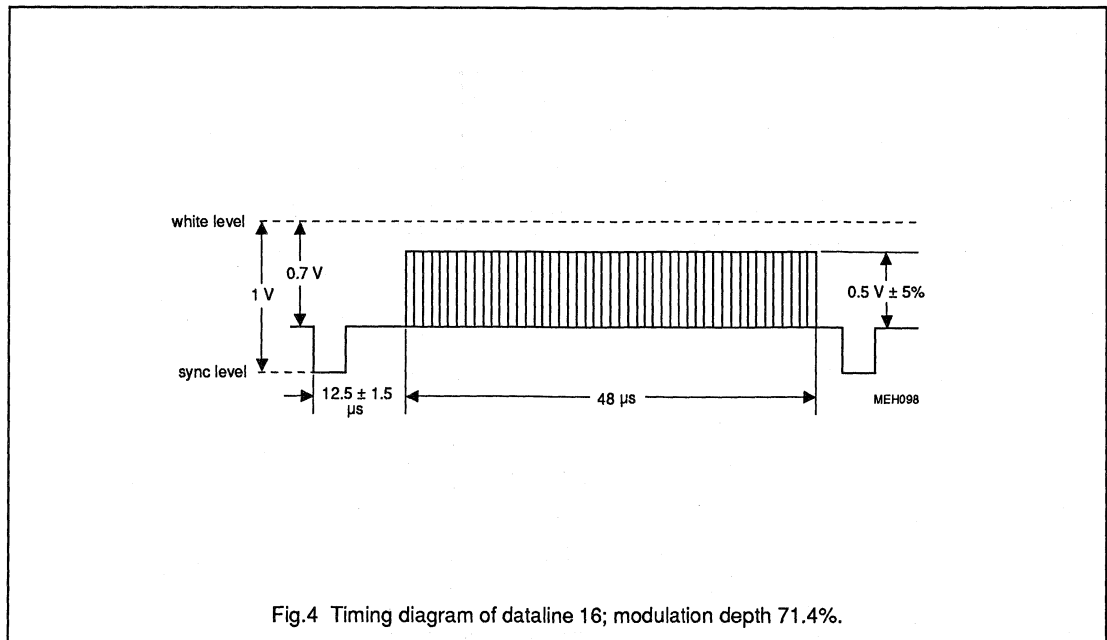 white level
0.7 V
1 V
0.5 V ± 5%
sync level
12.5 ± 1.5
µs
48 µs
MEH098
Fig.4 Timing diagram of dataline 16; modulation depth 71.4%.